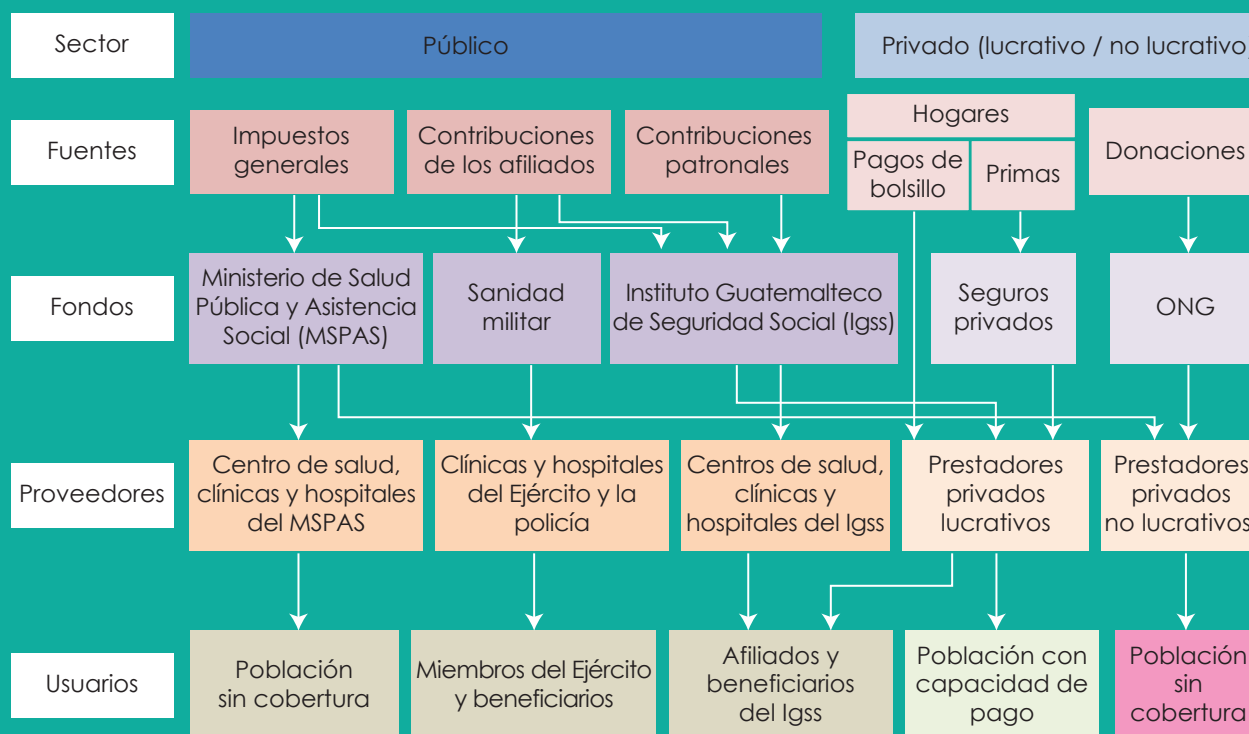 Sector
Público
Privado (lucrativo / no lucrativo)
Fuentes
Impuestos
generales
Contribuciones
de los afiliados
Contribuciones
patronales
Hogares
Pagos de
bolsillo
Primas
Donaciones
Fondos
Ministerio de Salud
Pública y Asistencia
Social (MSPAS)
Sanidad
militar
Instituto Guatemalteco
de Seguridad Social (Igss)
Seguros
privados
ONG
Proveedores
Centro de salud,
clínicas y hospitales
del MSPAS
Clínicas y hospitales
del Ejército y la
policía
Centros de salud,
clínicas y
hospitales del Igss
Prestadores
privados
lucrativos
Prestadores
privados
no lucrativos
Usuarios
Población
sin cobertura
Miembros del Ejército
y beneficiarios
Afiliados y
beneficiarios
del Igss
Población con
capacidad de
pago
Población
sin
cobertura